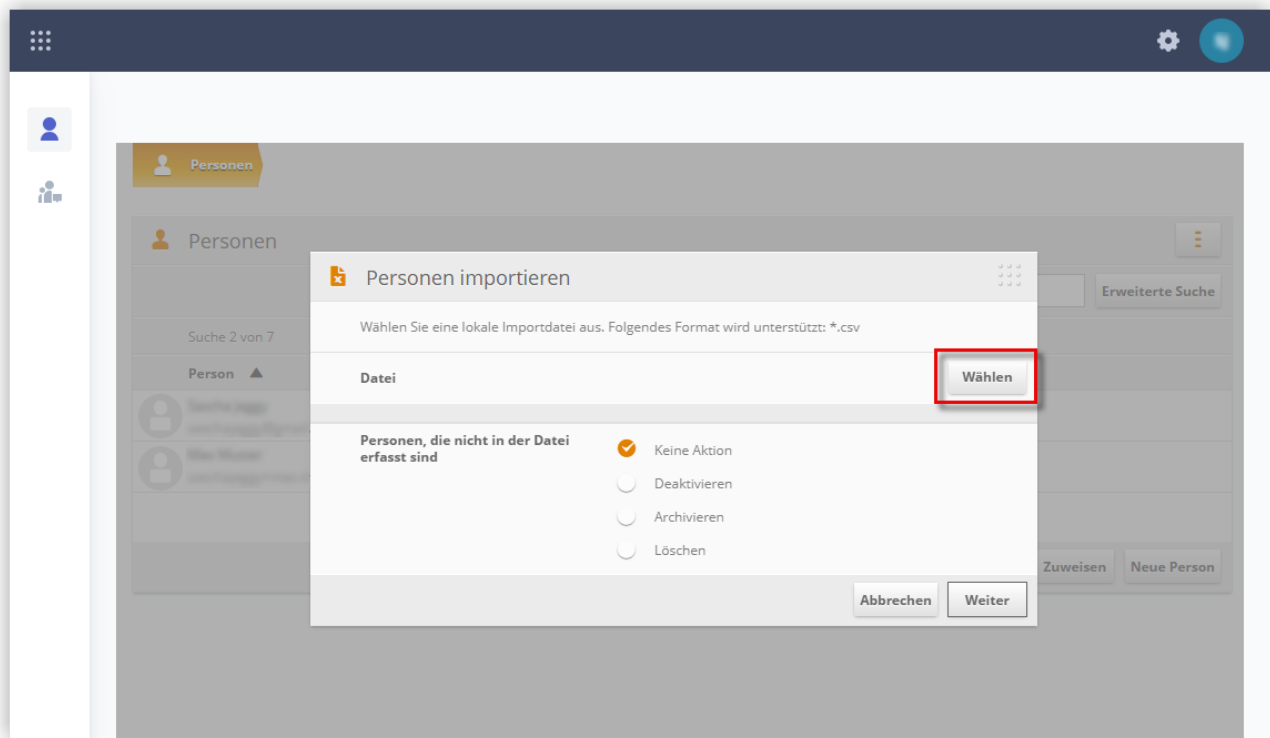 Personen
Personen
Erweiterte Suche
Suche 2 von 7
Person
Personen importieren
Wählen Sie eine lokale Importdatei aus. Folgendes Format wird unterstützt: *.csv
Datei
Wählen
Personen, die nicht in der Datei
erfasst sind
Keine Aktion
Deaktivieren
Archivieren
Löschen
Abbrechen
Weiter
Zuweisen
Neue Person